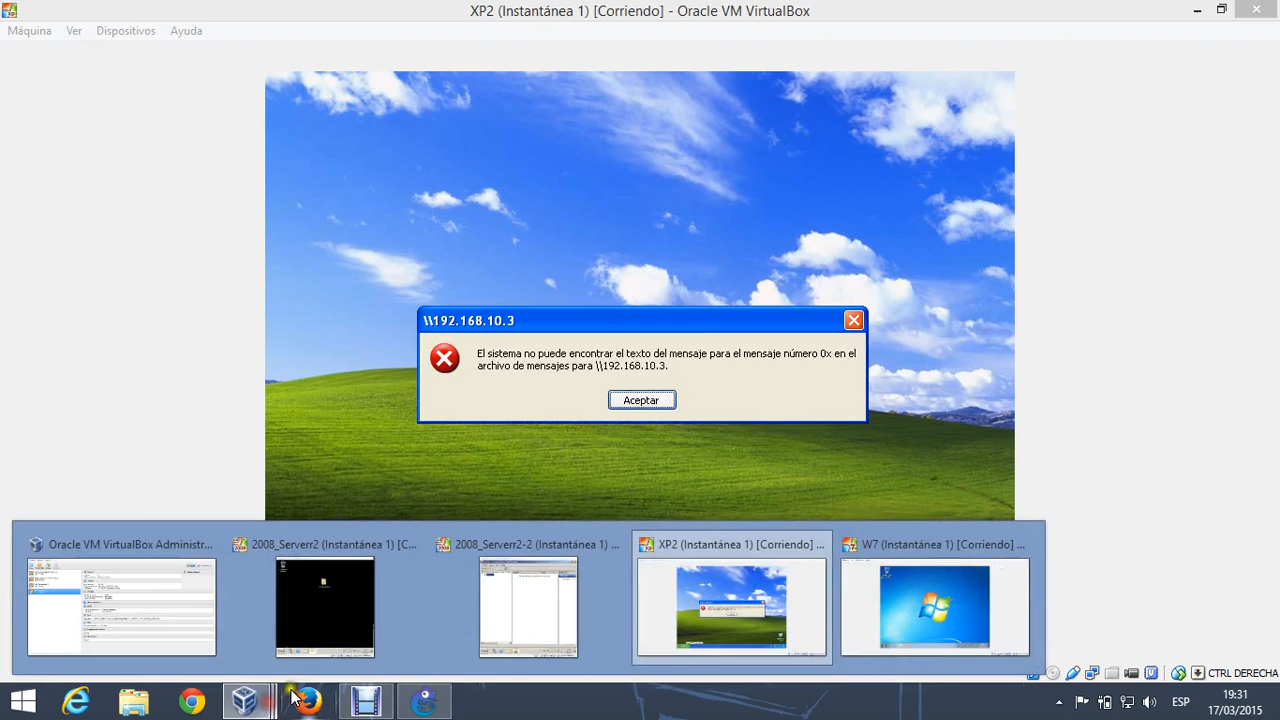 XP2 (Instantánea 1) [Corriendo] - Oracle VM VirtualBox
Máquina Ver Dispositivos Ayuda
\\192.168.10.3
El sistema no puede encontrar el texto del mensaje para el mensaje número 0x en el
archivo de mensajes para \\192.168.10.3.
Aceptar
Oracle VM VirtualBox Administr...
2008_Serverr2 (Instantánea 1) [C...
2008_Serverr2-2 (Instantánea 1) ...
XP2 (Instantánea 1) [Corriendo] ...
W7 (Instantánea 1) [Corriendo] ...
CTRL DERECHA
ESP
19:31
17/03/2015